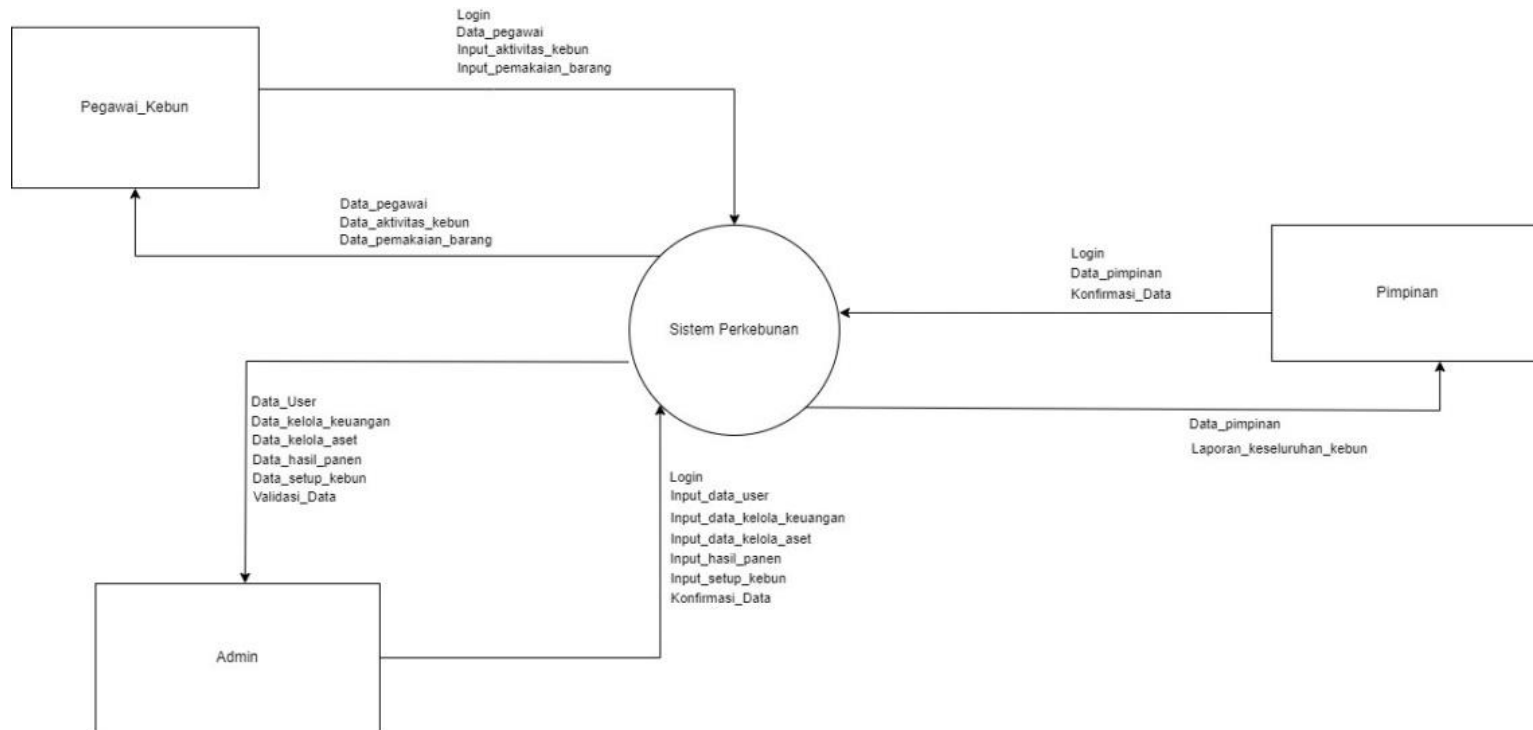 Login
Data_pegawai
Input_aktivitas_kebun
Input_pemakaian_barang
Pegawai_Kebun
Data_pegawai
Data_aktivitas_kebun
Data_pemakaian_barang
Login
Data_pimpinan
Konfirmasi_Data
Pimpinan
Sistem Perkebunan
Data_pimpinan
Laporan_keseluruhan_kebun
Data_User
Data_kelola_keuangan
Data_kelola_aset
Data_hasil_panen
Data_setup_kebun
Validasi_Data
Login
Input_data_user
Input_data_kelola_keuangan
Input_data_kelola_aset
Input_hasil_panen
Input_setup_kebun
Konfirmasi_Data
Admin